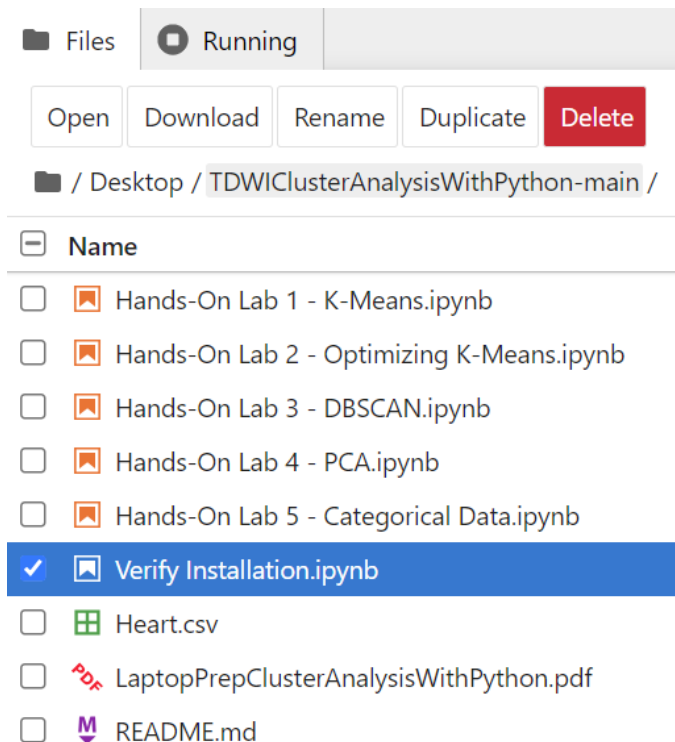 Files Running
Open Download Rename Duplicate Delete
/ Desktop / TDWIClusterAnalysisWithPython-main /
Name
Hands-On Lab 1 - K-Means.ipynb
Hands-On Lab 2 - Optimizing K-Means.ipynb
Hands-On Lab 3 - DBSCAN.ipynb
Hands-On Lab 4 - PCA.ipynb
Hands-On Lab 5 - Categorical Data.ipynb
Verify Installation.ipynb
Heart.csv
PDF LaptopPrepClusterAnalysisWithPython.pdf
M README.md